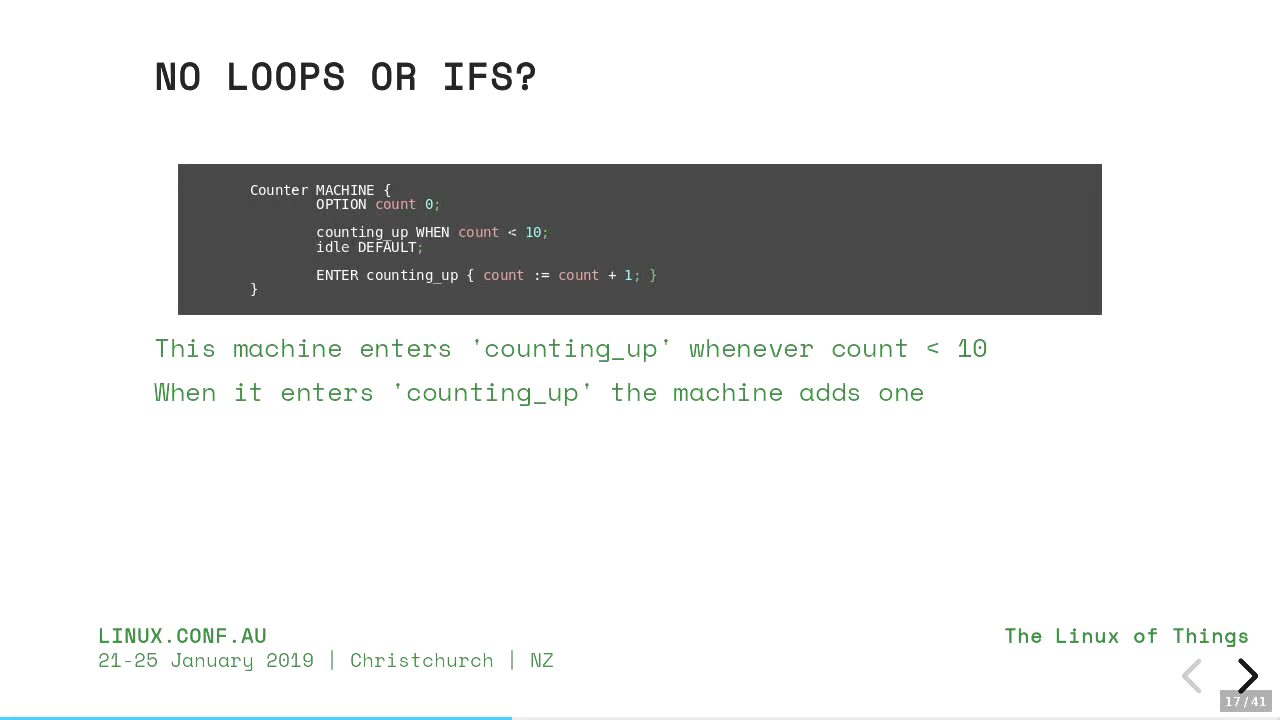 NO LOOPS OR IFS?
Counter MACHINE {
OPTION count 0;
counting_up WHEN count < 10;
idle DEFAULT;
ENTER counting_up { count := count + 1; }
}
This machine enters 'counting_up' whenever count < 10
When it enters 'counting_up' the machine adds one
LINUX.CONF.AU
21-25 January 2019 | Christchurch | NZ
The Linux of Things
17/41